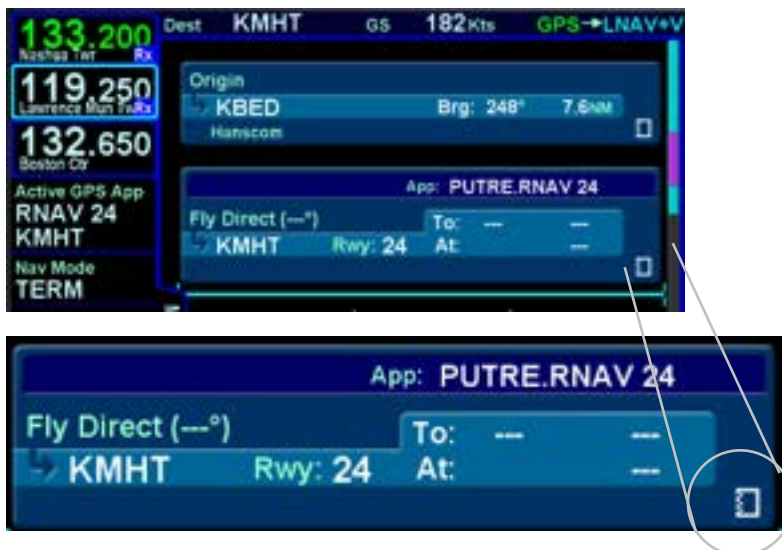 133.200
Nashua Twr Rx
119.250
Lawrence Mun Twr Rx
132.650
Boston Ctr
Active GPS App
RNAV 24
KMHT
Nav Mode
TERM
Dest KMHT GS 182Kts GPS→LNAV+V
Origin
KBED Brg: 248° 7.6NM
Hanscom
App: PUTRE.RNAV 24
Fly Direct (---°) To: --- ---
KMHT Rwy: 24 At: ---
App: PUTRE.RNAV 24
Fly Direct (---°) To: --- ---
KMHT Rwy: 24 At: ---